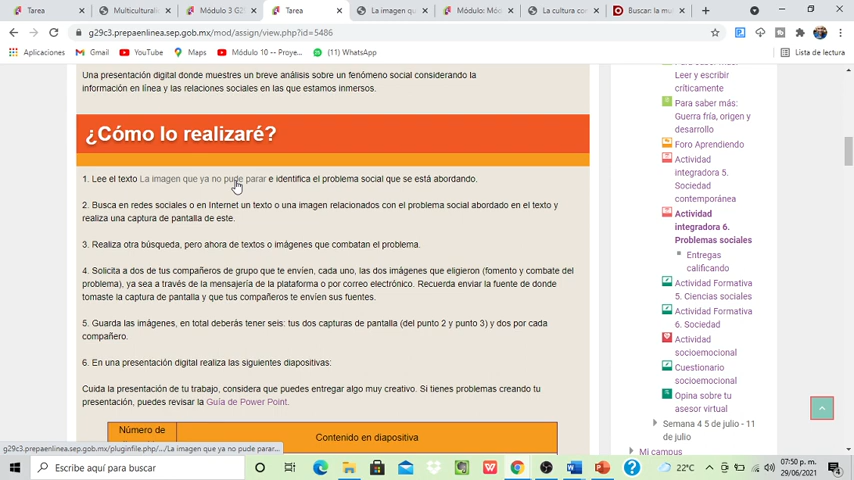 Tarea
Multiculturali
Módulo 3 G2
Tarea
La imagen qu
Módulo: Mó
La cultura co
Buscar: la mu
g29c3.prepaenlinea.sep.gob.mx/mod/assign/view.php?id=5486
Aplicaciones
Gmail
YouTube
Maps
Módulo 10 -- Proye...
(11) WhatsApp
Lista de lectura
Una presentación digital donde muestres un breve análisis sobre un fenómeno social considerando la
información en línea y las relaciones sociales en las que estamos inmersos.
¿Cómo lo realizaré?
1. Lee el texto La imagen que ya no pude parar e identifica el problema social que se está abordando.
2. Busca en redes sociales o en Internet un texto o una imagen relacionados con el problema social abordado en el texto y
realiza una captura de pantalla de este.
3. Realiza otra búsqueda, pero ahora de textos o imágenes que combatan el problema.
4. Solicita a dos de tus compañeros de grupo que te envíen, cada uno, las dos imágenes que eligieron (fomento y combate del
problema), ya sea a través de la mensajería de la plataforma o por correo electrónico. Recuerda enviar la fuente de donde
tomaste la captura de pantalla y que tus compañeros te envíen sus fuentes.
5. Guarda las imágenes, en total deberás tener seis: tus dos capturas de pantalla (del punto 2 y punto 3) y dos por cada
compañero.
6. En una presentación digital realiza las siguientes diapositivas:
Cuida la presentación de tu trabajo, considera que puedes entregar algo muy creativo. Si tienes problemas creando tu
presentación, puedes revisar la Guía de Power Point.
Número de
Contenido en diapositiva
Para saber más:
Leer y escribir
críticamente
Para saber más:
Guerra fría, origen y
desarrollo
Foro Aprendiendo
Actividad
integradora 5.
Sociedad
contemporánea
Actividad
integradora 6.
Problemas sociales
Entregas
calificando
Actividad Formativa
5. Ciencias sociales
Actividad Formativa
6. Sociedad
Actividad
socioemocional
Cuestionario
socioemocional
Opina sobre tu
asesor virtual
Semana 4 5 de julio - 11
de julio
Mi campus
g29c3.prepaenlinea.sep.gob.mx/pluginfile.php/.../La imagen que ya no pude parar...
Escribe aquí para buscar
22°C
07:50 p. m.
29/06/2021
4